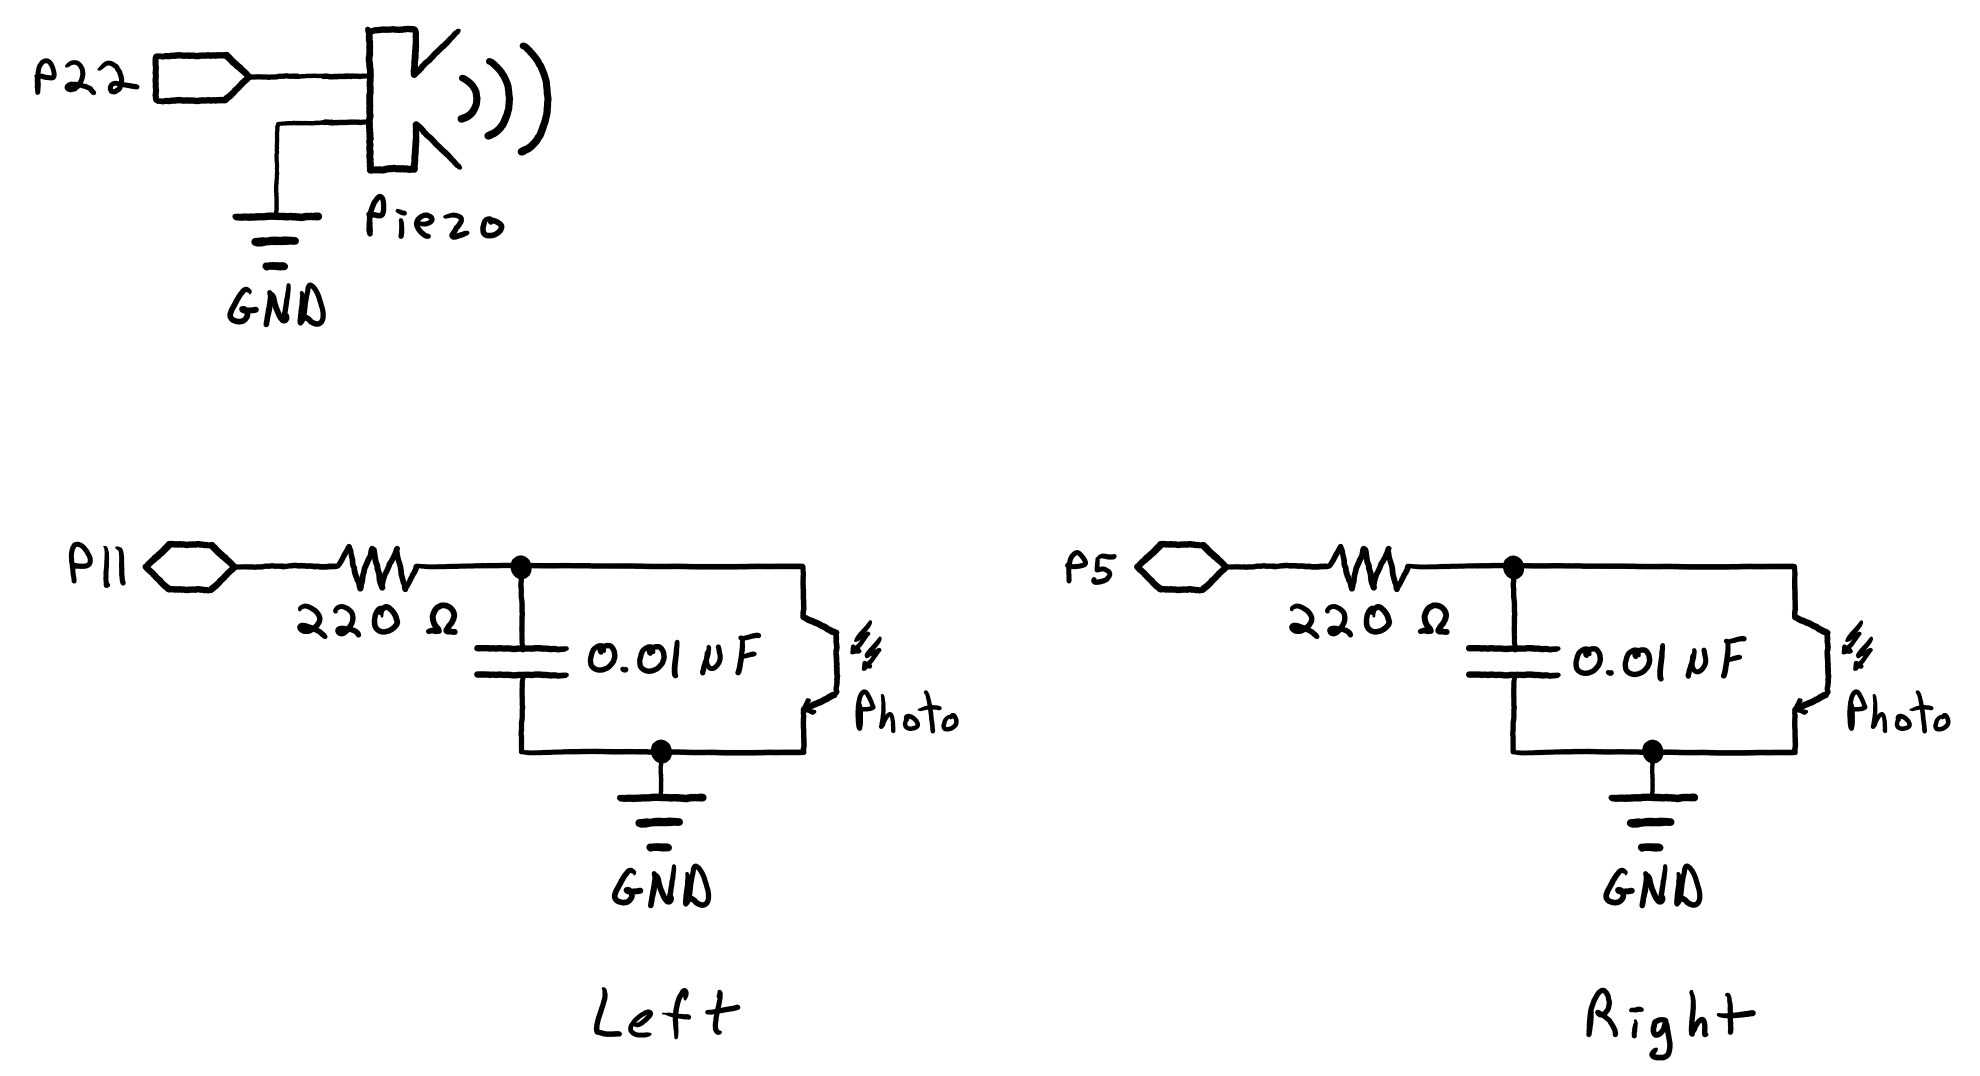 P22
Piezo
GND
P11
220 Ω
0.01 µF
Photo
GND
Left
P5
220 Ω
0.01 µF
Photo
GND
Right